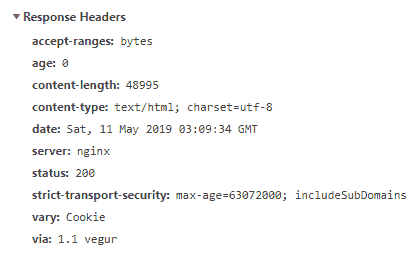 Response Headers
accept-ranges: bytes
age: 0
content-length: 48995
content-type: text/html; charset=utf-8
date: Sat, 11 May 2019 03:09:34 GMT
server: nginx
status: 200
strict-transport-security: max-age=63072000; includeSubDomains
vary: Cookie
via: 1.1 vegur